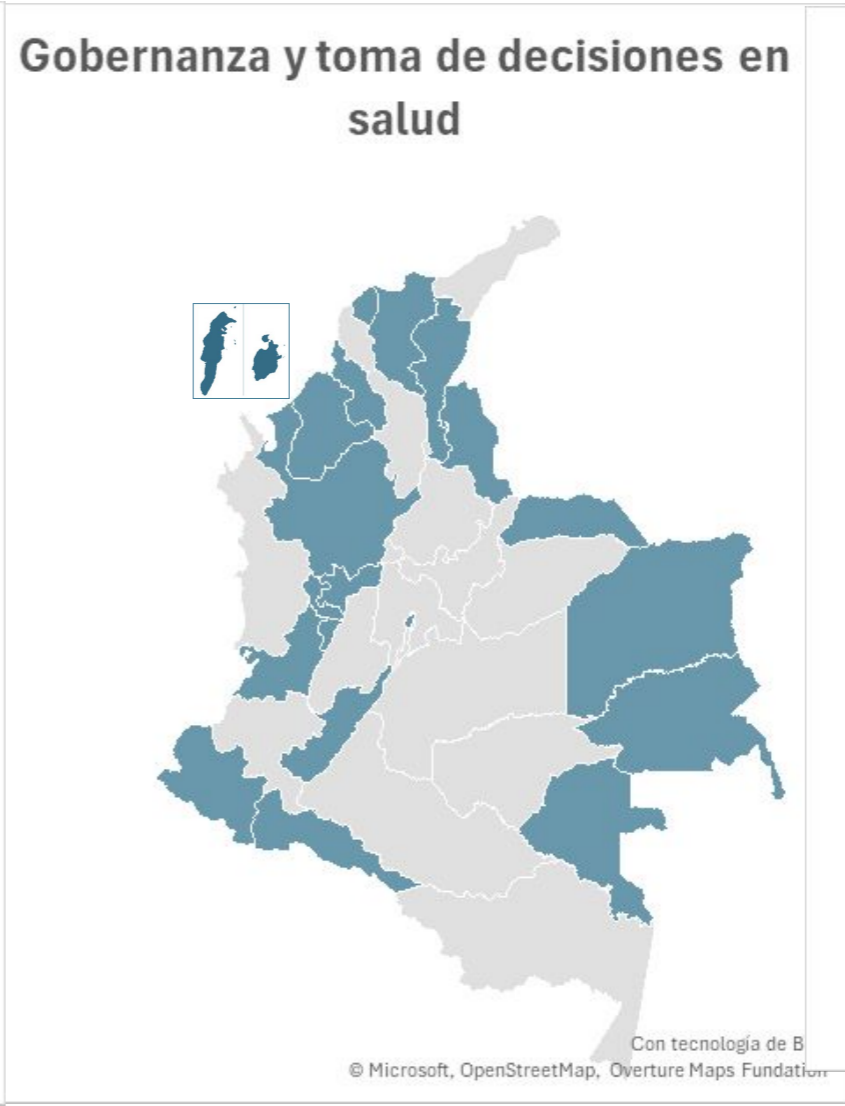 Gobernanza y toma de decisiones en
salud
Con tecnología de B
© Microsoft, OpenStreetMap, Overture Maps Fundation